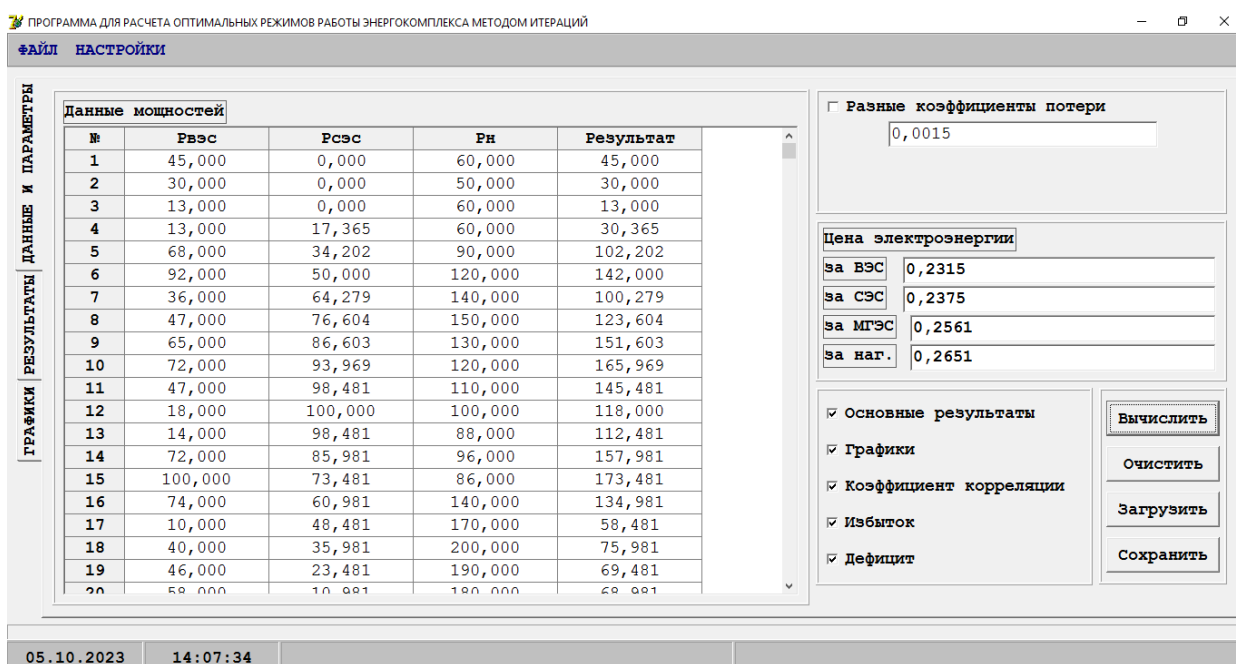 ПРОГРАММА ДЛЯ РАСЧЕТА ОПТИМАЛЬНЫХ РЕЖИМОВ РАБОТЫ ЭНЕРГОКОМПЛЕКСА МЕТОДОМ ИТЕРАЦИЙ
ФАЙЛ НАСТРОЙКИ
ДАННЫЕ И ПАРАМЕТРЫ
РЕЗУЛЬТАТЫ
ГРАФИКИ
Данные мощностей
№ Рвэс Рсэс Рн Результат
1 45,000 0,000 60,000 45,000
2 30,000 0,000 50,000 30,000
3 13,000 0,000 60,000 13,000
4 13,000 17,365 60,000 30,365
5 68,000 34,202 90,000 102,202
6 92,000 50,000 120,000 142,000
7 36,000 64,279 140,000 100,279
8 47,000 76,604 150,000 123,604
9 65,000 86,603 130,000 151,603
10 72,000 93,969 120,000 165,969
11 47,000 98,481 110,000 145,481
12 18,000 100,000 100,000 118,000
13 14,000 98,481 88,000 112,481
14 72,000 85,981 96,000 157,981
15 100,000 73,481 86,000 173,481
16 74,000 60,981 140,000 134,981
17 10,000 48,481 170,000 58,481
18 40,000 35,981 200,000 75,981
19 46,000 23,481 190,000 69,481
20 58,000 10,981 180,000 68,981
Разные коэффициенты потери
0,0015
Цена электроэнергии
за ВЭС 0,2315
за СЭС 0,2375
за МГЭС 0,2561
за наг. 0,2651
Основные результаты
Графики
Коэффициент корреляции
Избыток
Дефицит
Вычислить
Очистить
Загрузить
Сохранить
05.10.2023 14:07:34